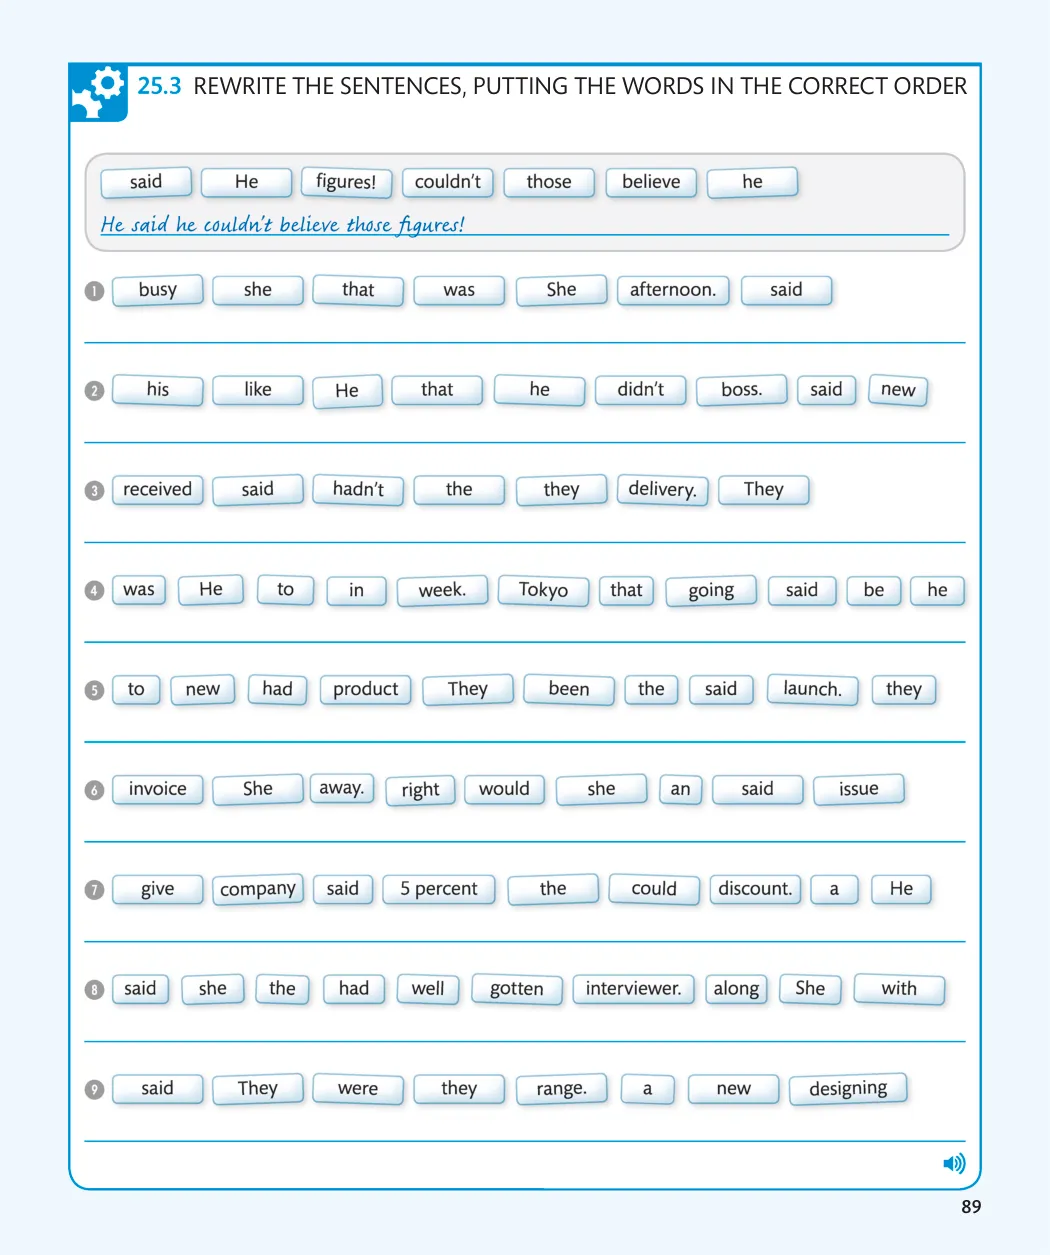 25.3 REWRITE THE SENTENCES, PUTTING THE WORDS IN THE CORRECT ORDER
said He figures! couldn't those believe he
He said he couldn't believe those figures!
1 busy she that was She afternoon. said
2 his like He that he didn't boss. said new
3 received said hadn't the they delivery. They
4 was He to in week. Tokyo that going said be he
5 to new had product They been the said launch. they
6 invoice She away. right would she an said issue
7 give company said 5 percent the could discount. a He
8 said she the had well gotten interviewer. along She with
9 said They were they range. a new designing
89